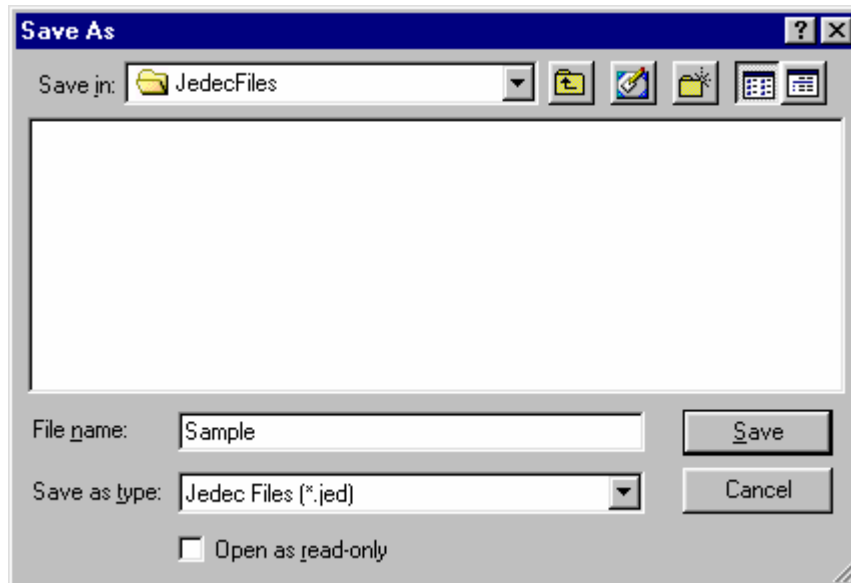 Save As
Save in: JedecFiles
File name: Sample Save
Save as type: Jedec Files (*.jed) Cancel
Open as read-only